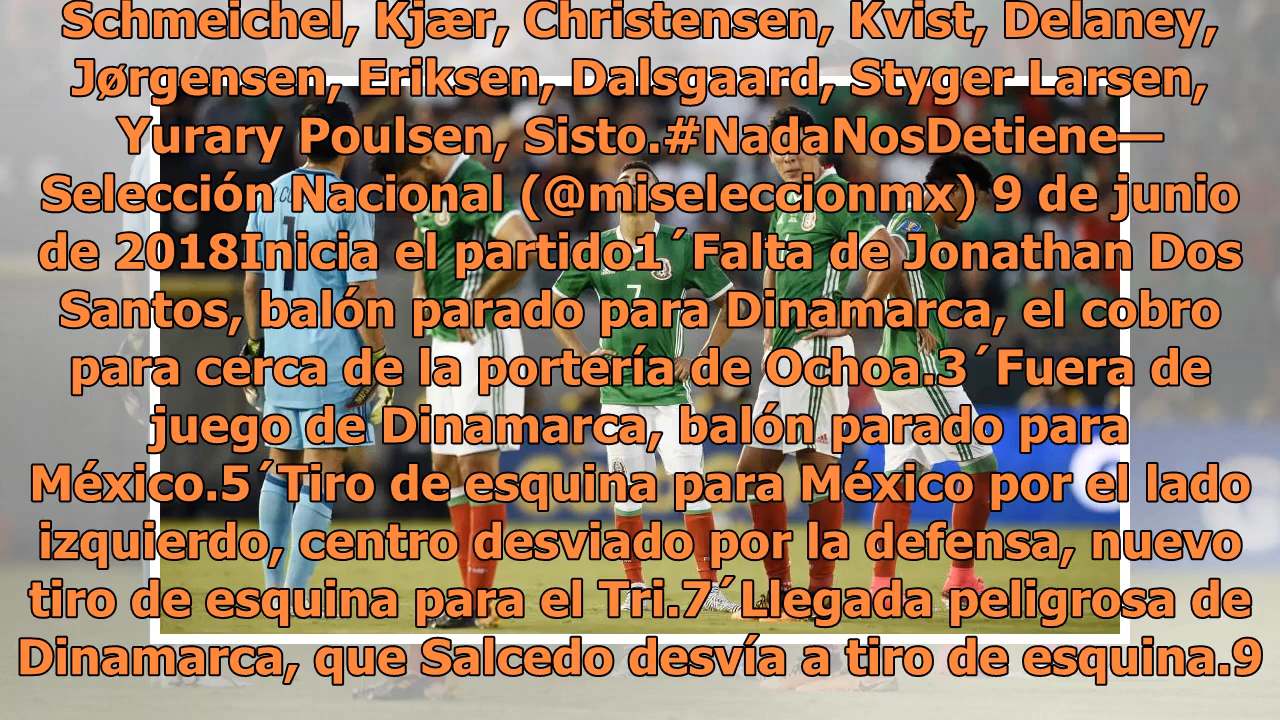 Schmeichel, Kjær, Christensen, Kvist, Delaney,
Jørgensen, Eriksen, Dalsgaard, Styger Larsen,
Yurary Poulsen, Sisto.#NadaNosDetiene—
Selección Nacional (@miseleccionmx) 9 de junio
de 2018Inicia el partido1´Falta de Jonathan Dos
Santos, balón parado para Dinamarca, el cobro
para cerca de la portería de Ochoa.3´Fuera de
juego de Dinamarca, balón parado para
México.5´Tiro de esquina para México por el lado
izquierdo, centro desviado por la defensa, nuevo
tiro de esquina para el Tri.7´Llegada peligrosa de
Dinamarca, que Salcedo desvía a tiro de esquina.9
1
7